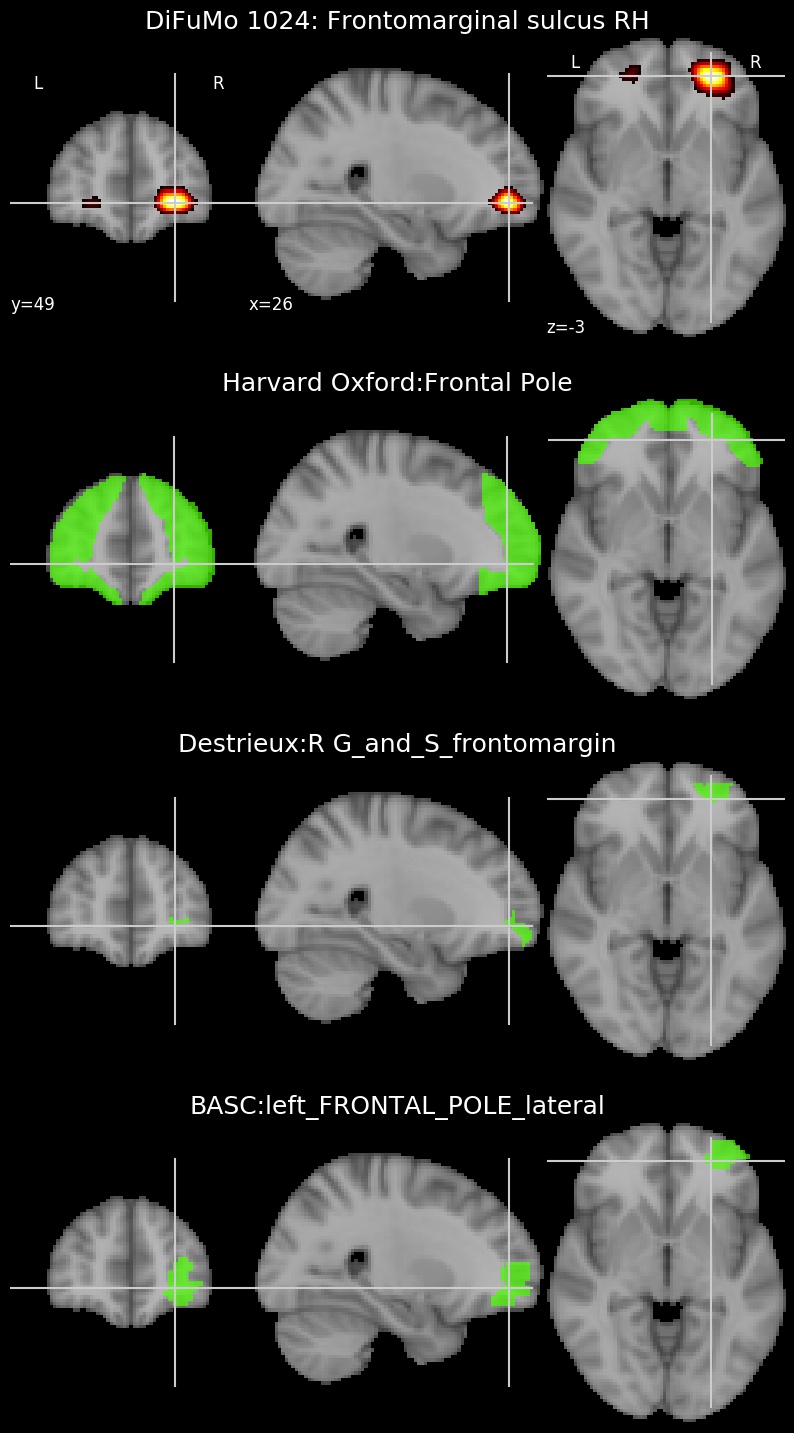 DiFuMo 1024: Frontomarginal sulcus RH
L R
L R
y=49
x=26
z=-3
Harvard Oxford:Frontal Pole
Destrieux:R G_and_S_frontomargin
BASC:left_FRONTAL_POLE_lateral